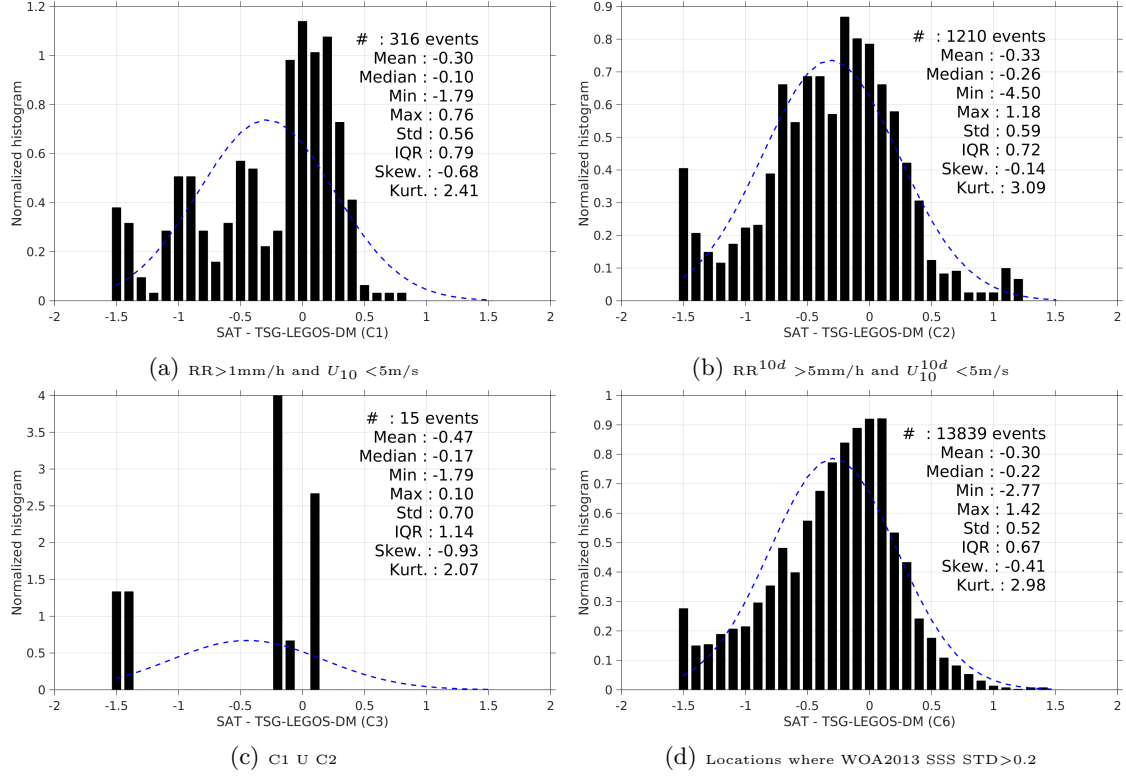 1.2
1
0.8
0.6
0.4
0.2
0
Normalized histogram
# : 316 events
Mean : -0.30
Median : -0.10
Min : -1.79
Max : 0.76
Std : 0.56
IQR : 0.79
Skew. : -0.68
Kurt. : 2.41
-2 -1.5 -1 -0.5 0 0.5 1 1.5 2
SAT - TSG-LEGOS-DM (C1)
(a) RR>1mm/h and U10 <5m/s
0.9
0.8
0.7
0.6
0.5
0.4
0.3
0.2
0.1
0
Normalized histogram
# : 1210 events
Mean : -0.33
Median : -0.26
Min : -4.50
Max : 1.18
Std : 0.59
IQR : 0.72
Skew. : -0.14
Kurt. : 3.09
-2 -1.5 -1 -0.5 0 0.5 1 1.5 2
SAT - TSG-LEGOS-DM (C2)
(b) RR10d >5mm/h and U10 10d <5m/s
4
3.5
3
2.5
2
1.5
1
0.5
0
Normalized histogram
# : 15 events
Mean : -0.47
Median : -0.17
Min : -1.79
Max : 0.10
Std : 0.70
IQR : 1.14
Skew. : -0.93
Kurt. : 2.07
-2 -1.5 -1 -0.5 0 0.5 1 1.5 2
SAT - TSG-LEGOS-DM (C3)
(c) C1 U C2
1
0.9
0.8
0.7
0.6
0.5
0.4
0.3
0.2
0.1
0
Normalized histogram
# : 13839 events
Mean : -0.30
Median : -0.22
Min : -2.77
Max : 1.42
Std : 0.52
IQR : 0.67
Skew. : -0.41
Kurt. : 2.98
-2 -1.5 -1 -0.5 0 0.5 1 1.5 2
SAT - TSG-LEGOS-DM (C6)
(d) Locations where WOA2013 SSS STD>0.2